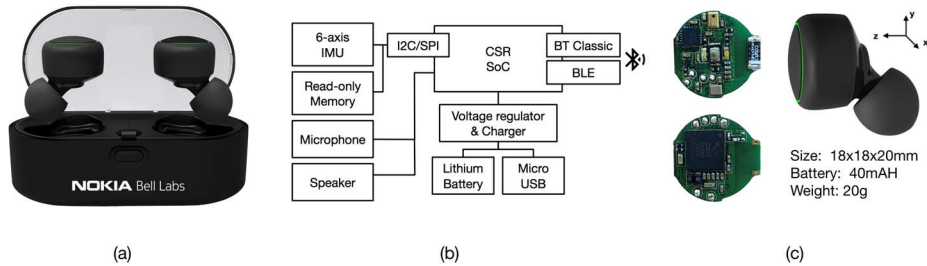 NOKIA Bell Labs
(a)
6-axis
IMU
Read-only
Memory
Microphone
Speaker
I2C/SPI
CSR
SoC
BT Classic
BLE
Voltage regulator
& Charger
Lithium
Battery
Micro
USB
(b)
y
z
x
Size: 18x18x20mm
Battery: 40mAH
Weight: 20g
(c)